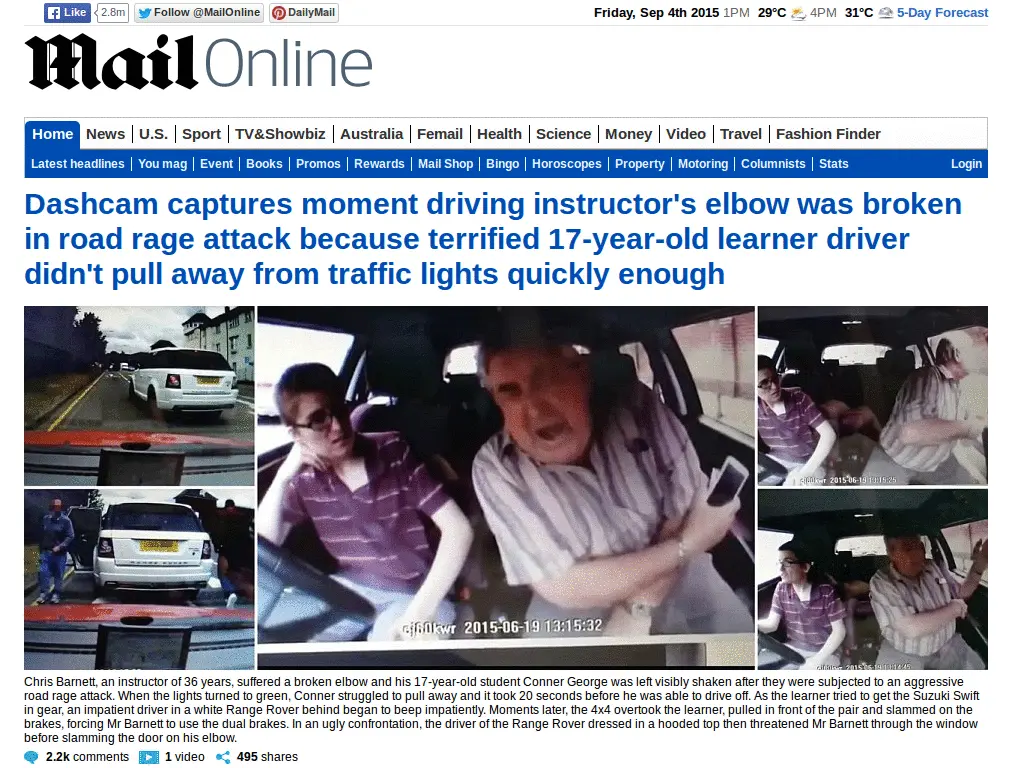 Like 2.8m Follow @MailOnline DailyMail Friday, Sep 4th 2015 1PM 29°C 4PM 31°C 5-Day Forecast
Mail Online
Home News U.S. Sport TV&Showbiz Australia Femail Health Science Money Video Travel Fashion Finder
Latest headlines You mag Event Books Promos Rewards Mail Shop Bingo Horoscopes Property Motoring Columnists Stats Login
Dashcam captures moment driving instructor's elbow was broken
in road rage attack because terrified 17-year-old learner driver
didn't pull away from traffic lights quickly enough
2015-06-19 13:15:32
Chris Barnett, an instructor of 36 years, suffered a broken elbow and his 17-year-old student Conner George was left visibly shaken after they were subjected to an aggressive
road rage attack. When the lights turned to green, Conner struggled to pull away and it took 20 seconds before he was able to drive off. As the learner tried to get the Suzuki Swift
in gear, an impatient driver in a white Range Rover behind began to beep impatiently. Moments later, the 4x4 overtook the learner, pulled in front of the pair and slammed on the
brakes, forcing Mr Barnett to use the dual brakes. In an ugly confrontation, the driver of the Range Rover dressed in a hooded top then threatened Mr Barnett through the window
before slamming the door on his elbow.
2.2k comments 1 video 495 shares